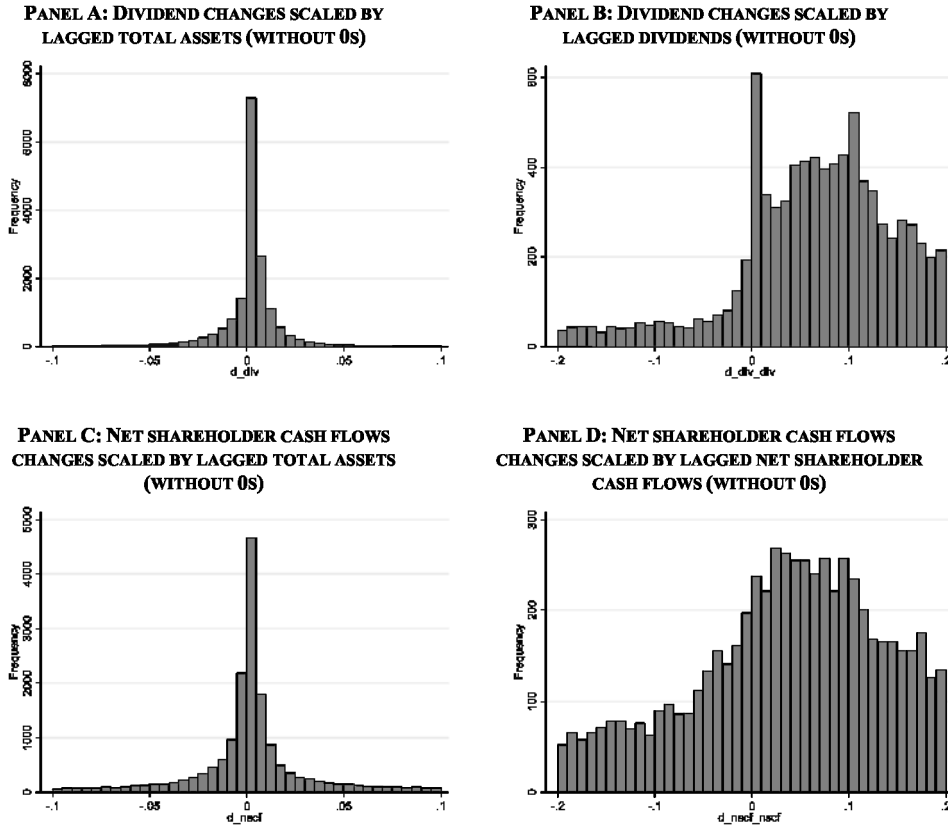 PANEL A: DIVIDEND CHANGES SCALED BY
LAGGED TOTAL ASSETS (WITHOUT 0S)
8000
6000
4000
2000
0
Frequency
-.1
-.05
0
.05
.1
d_div
PANEL B: DIVIDEND CHANGES SCALED BY
LAGGED DIVIDENDS (WITHOUT 0S)
600
400
200
0
Frequency
-.2
-.1
0
.1
.2
d_div_div
PANEL C: NET SHAREHOLDER CASH FLOWS
CHANGES SCALED BY LAGGED TOTAL ASSETS
(WITHOUT 0S)
5000
4000
3000
2000
1000
0
Frequency
-.1
-.05
0
.05
.1
d_nscf
PANEL D: NET SHAREHOLDER CASH FLOWS
CHANGES SCALED BY LAGGED NET SHAREHOLDER
CASH FLOWS (WITHOUT 0S)
300
200
100
0
Frequency
-.2
-.1
0
.1
.2
d_nscf_nscf